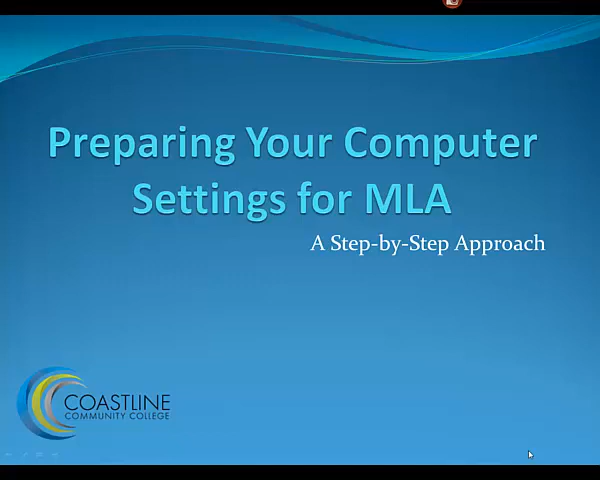 Preparing Your Computer
Settings for MLA
A Step-by-Step Approach
COASTLINE
COMMUNITY COLLEGE